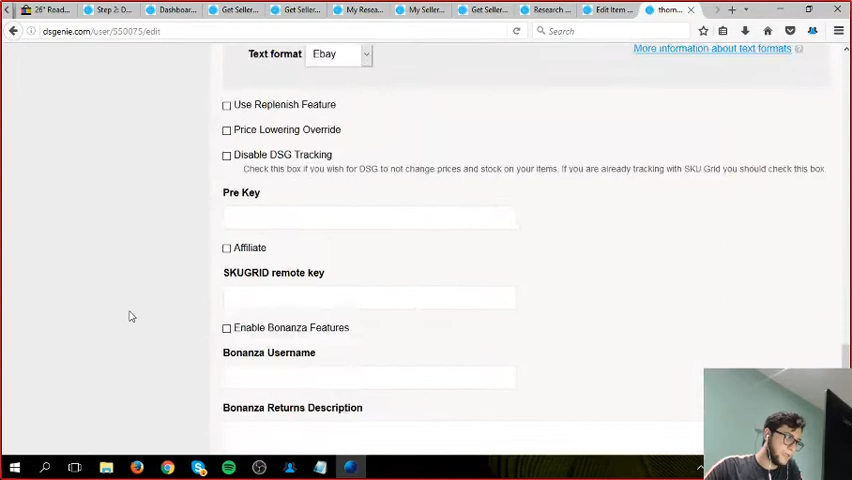 26" Read...
Step 2: D...
Dashboar...
Get Seller...
Get Seller...
My Resea...
My Seller...
Get Seller...
Research ...
Edit Item ...
thorn...
dsgenie.com/user/550075/edit
Search
Text format
Ebay
More information about text formats
Use Replenish Feature
Price Lowering Override
Disable DSG Tracking
Check this box if you wish for DSG to not change prices and stock on your items. If you are already tracking with SKU Grid you should check this box
Pre Key
Affiliate
SKUGRID remote key
Enable Bonanza Features
Bonanza Username
Bonanza Returns Description